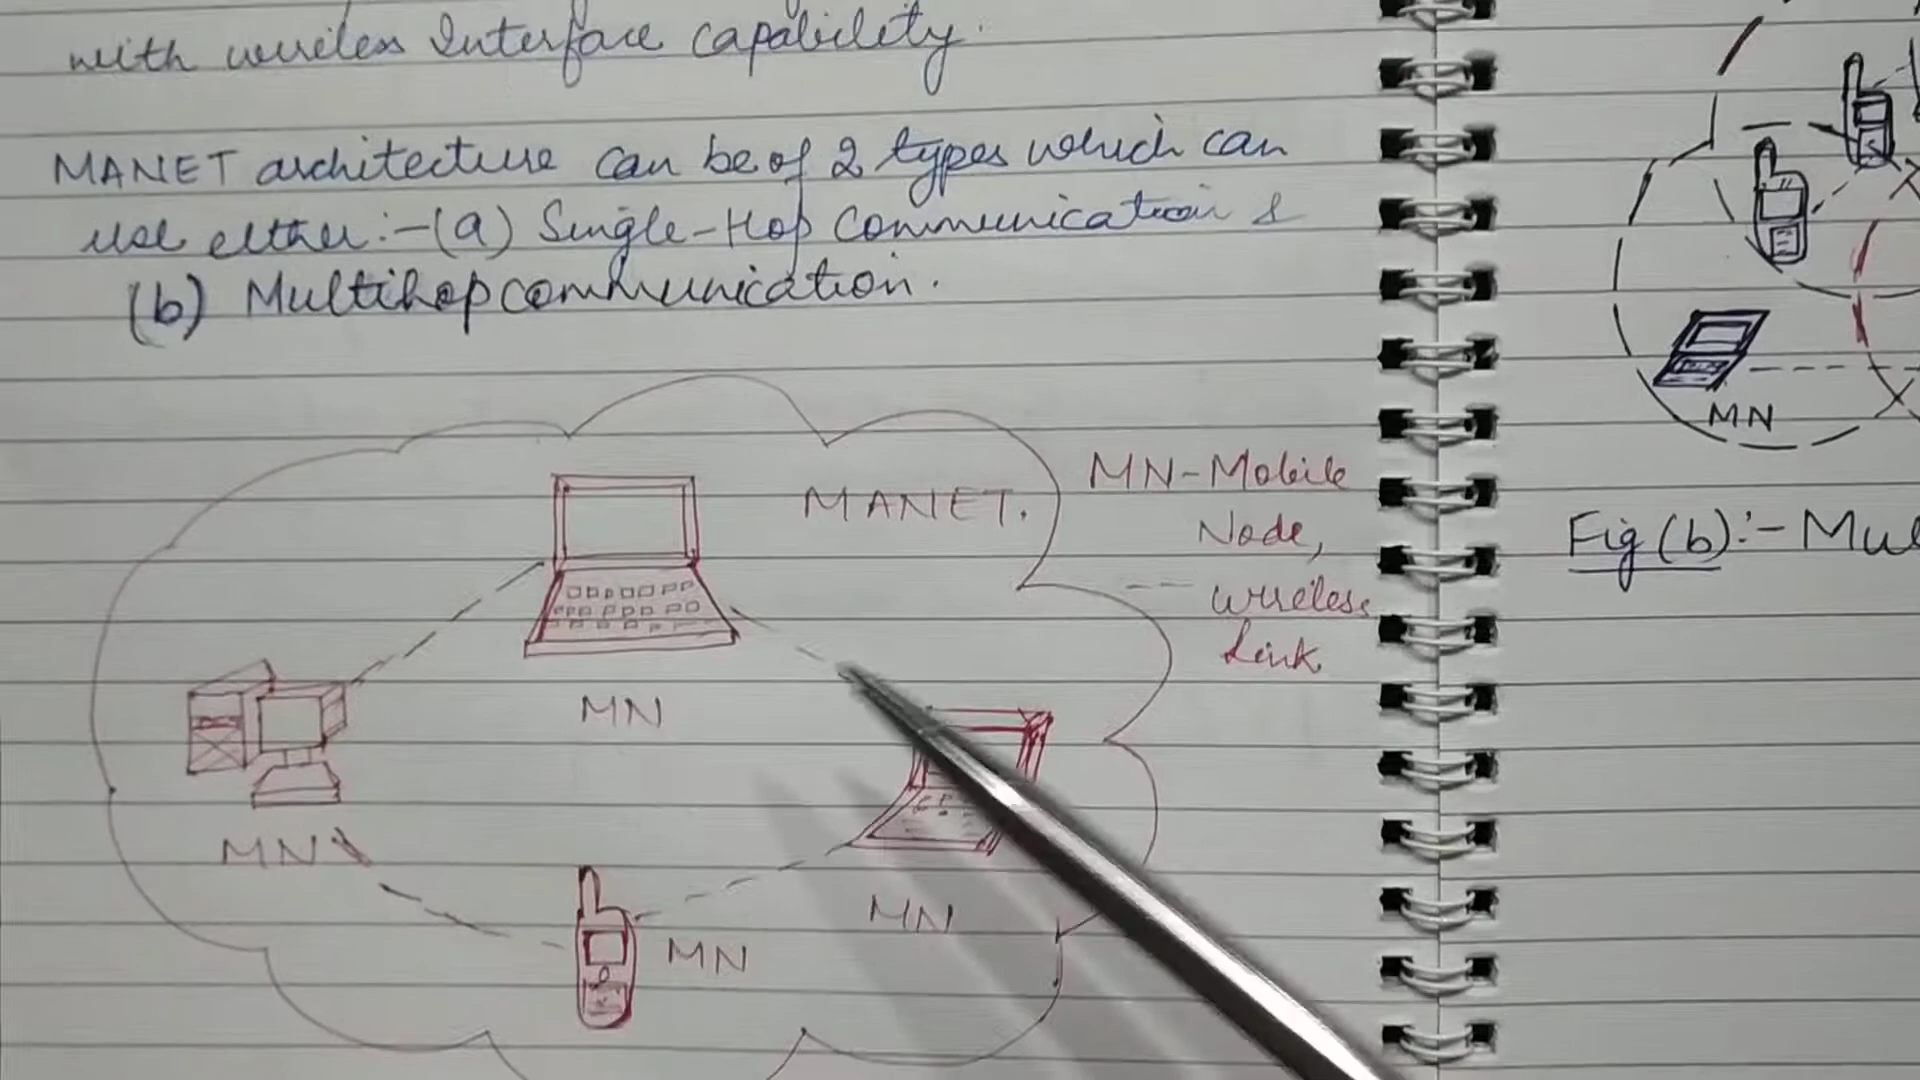 with wireless Interface capability.
MANET architecture can be of 2 types which can
use either:-(a) Single-Hop Communication &
(b) Multihop communication.
MANET.
MN-Mobile
Node,
wireless
Link
MN
MN
MN
MN
MN
Fig (b):- Mul